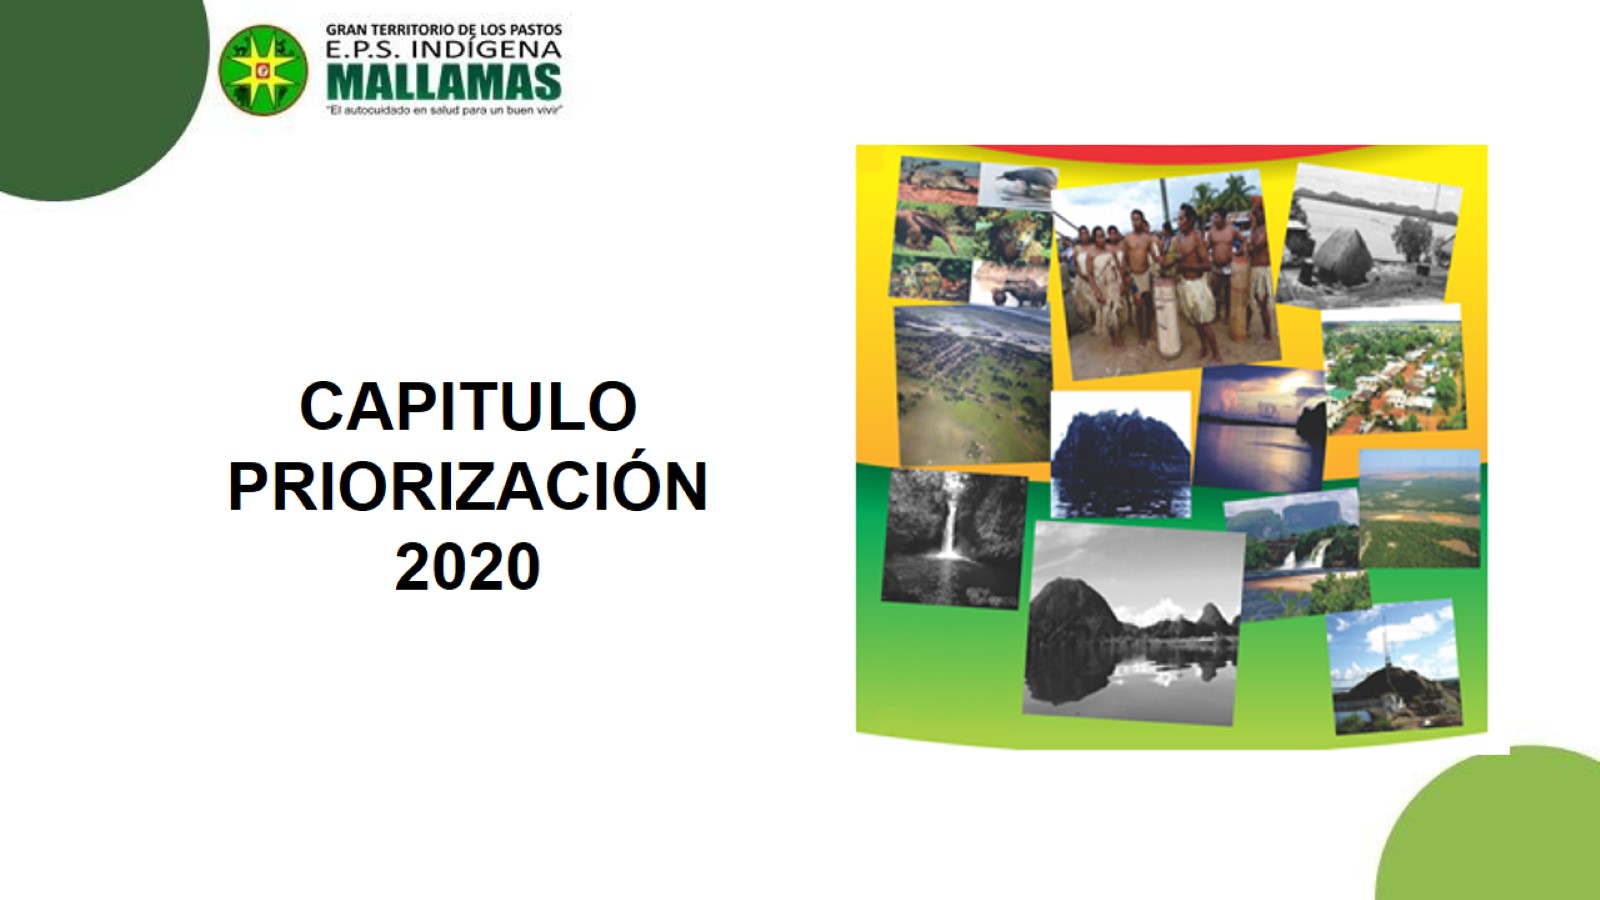 GRAN TERRITORIO DE LOS PASTOS
E.P.S. INDÍGENA
MALLAMAS
"El autocuidado en salud para un buen vivir"
CAPITULO
PRIORIZACIÓN
2020